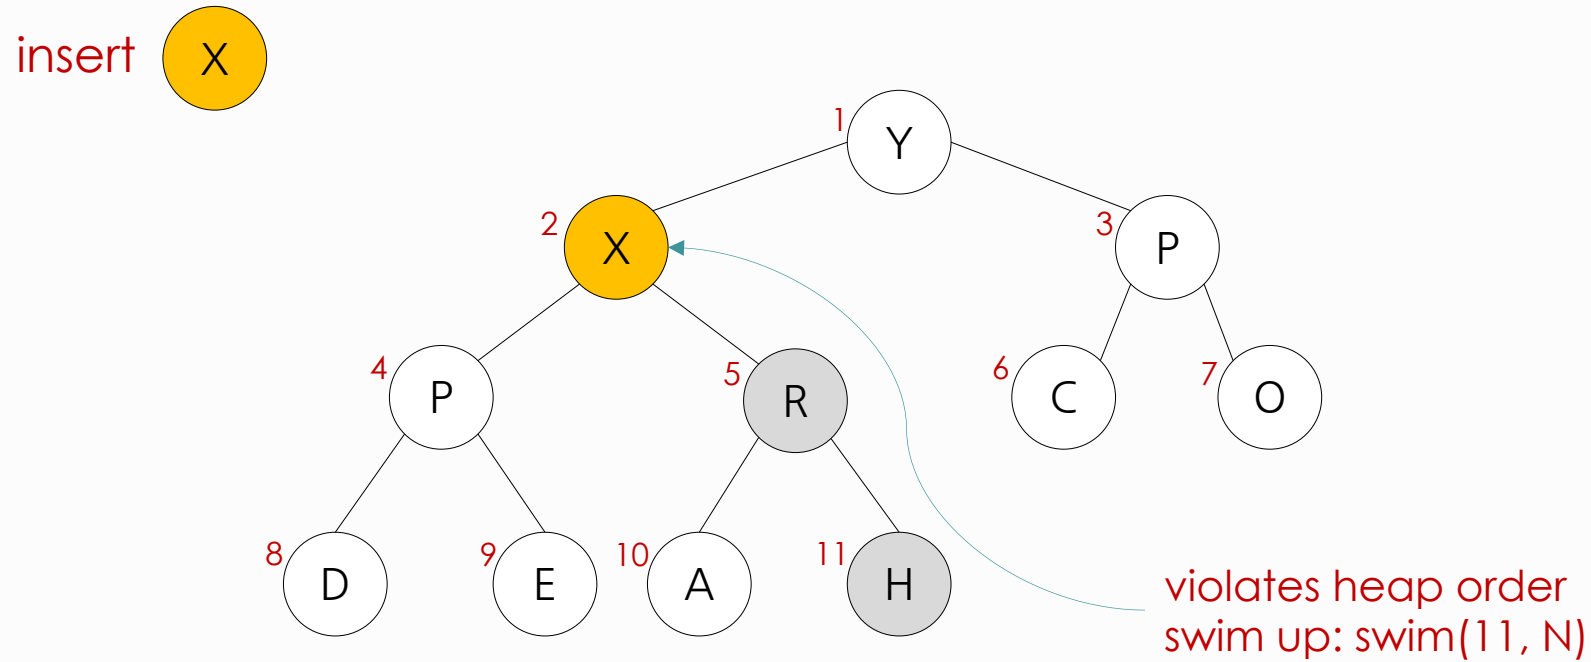 insert X
1 Y
2 X
3 P
4 P
5 R
6 C
7 O
8 D
9 E
10 A
11 H
violates heap order
swim up: swim(11, N)